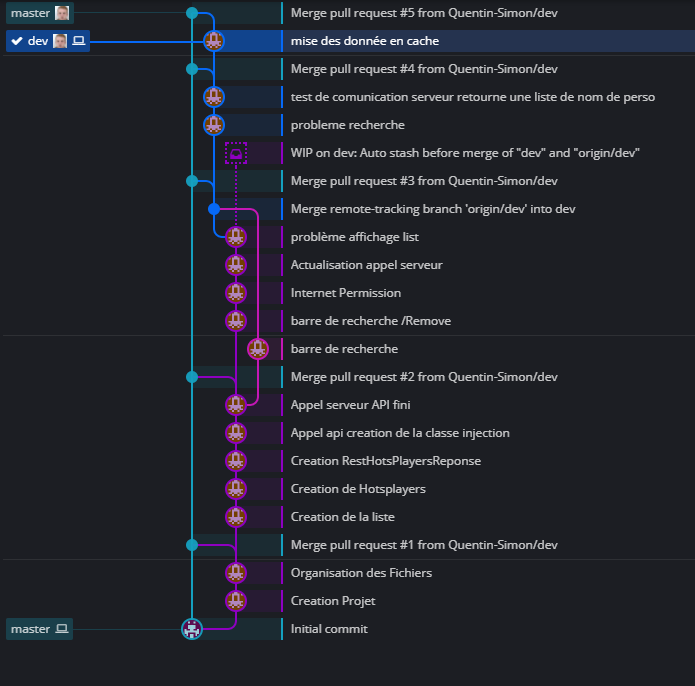 master Merge pull request #5 from Quentin-Simon/dev
dev mise des donnée en cache
Merge pull request #4 from Quentin-Simon/dev
test de comunication serveur retourne une liste de nom de perso
probleme recherche
WIP on dev: Auto stash before merge of "dev" and "origin/dev"
Merge pull request #3 from Quentin-Simon/dev
Merge remote-tracking branch 'origin/dev' into dev
problème affichage list
Actualisation appel serveur
Internet Permission
barre de recherche /Remove
barre de recherche
Merge pull request #2 from Quentin-Simon/dev
Appel serveur API fini
Appel api creation de la classe injection
Creation RestHotsPlayersReponse
Creation de Hotsplayers
Creation de la liste
Merge pull request #1 from Quentin-Simon/dev
Organisation des Fichiers
Creation Projet
master Initial commit